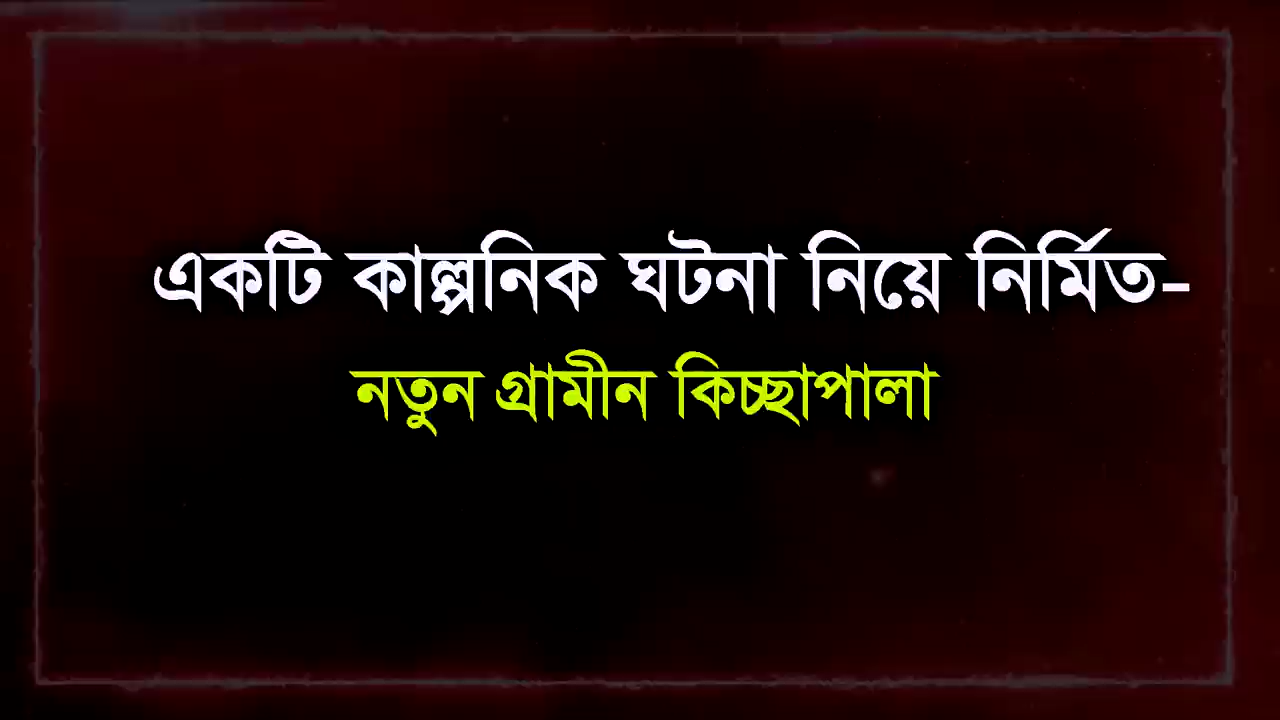 একটি কাল্পনিক ঘটনা নিয়ে নির্মিত-
নতুন গ্রামীন কিচ্ছাপালা